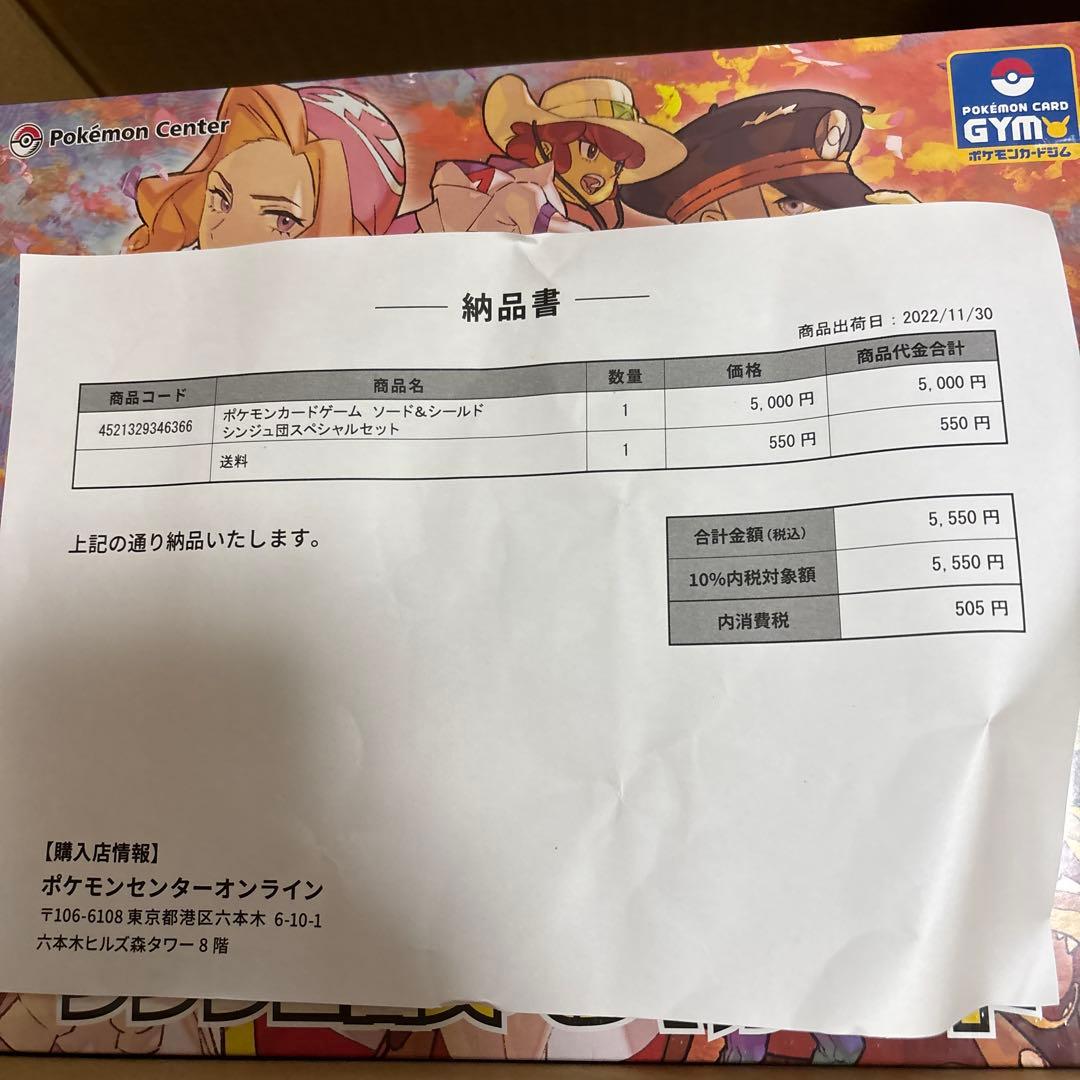 Pokémon Center
POKÉMON CARD
GYM
ポケモンカードジム
納品書
商品出荷日：2022/11/30
商品コード 商品名 数量 価格 商品代金合計
4521329346366 ポケモンカードゲーム ソード＆シールド 1 5,000 円 5,000 円
シンジュ団スペシャルセット
送料 1 550 円 550 円
上記の通り納品いたします。
合計金額（税込） 5,550 円
10%内税対象額 5,550 円
内消費税 505 円
【購入店情報】
ポケモンセンターオンライン
〒106-6108 東京都港区六本木 6-10-1
六本木ヒルズ森タワー 8 階